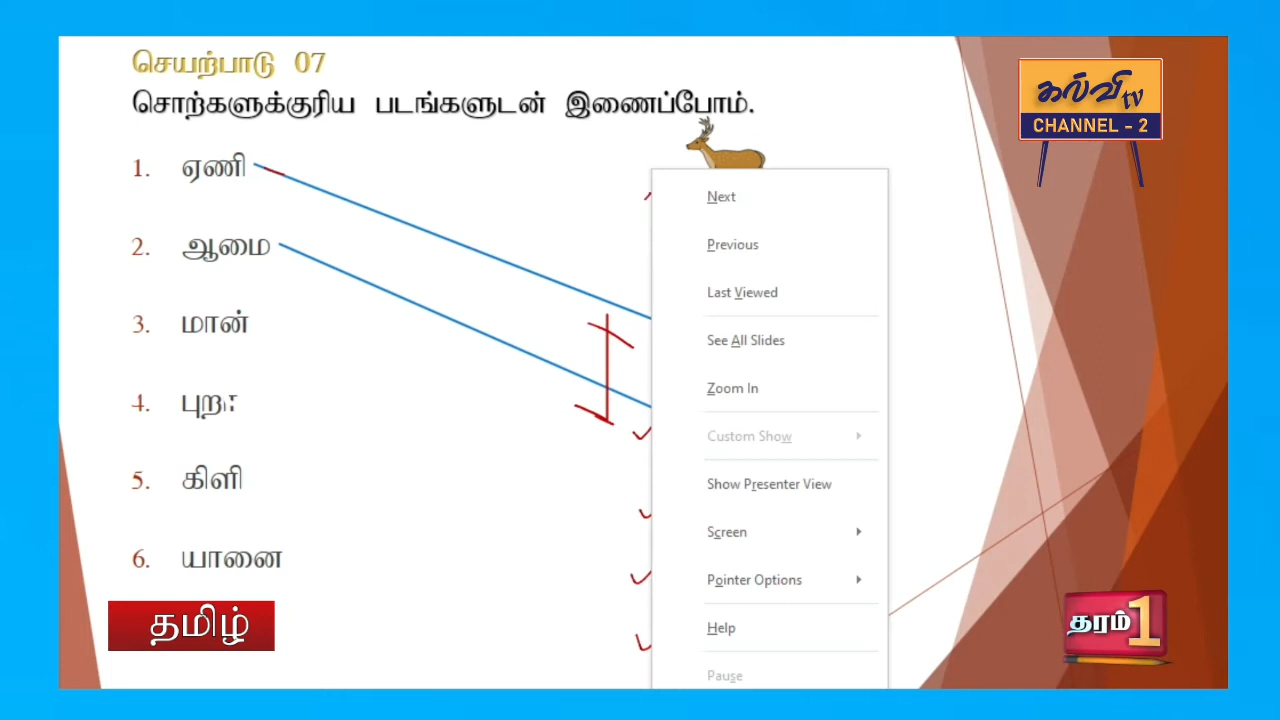 செயற்பாடு 07
சொற்களுக்குரிய படங்களுடன் இணைப்போம்.
1. ஏணி
2. ஆமை
3. மான்
4. புறா
5. கிளி
6. யானை
தமிழ்
Next
Previous
Last Viewed
See All Slides
Zoom In
Custom Show
Show Presenter View
Screen
Pointer Options
Help
Pause
கல்வி tv
CHANNEL - 2
தரம் 1